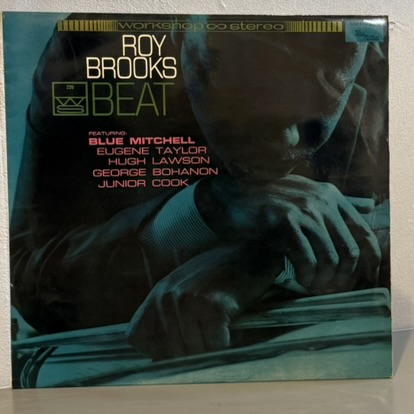 workshop stereo
ROY
BROOKS
BEAT
FEATURING:
BLUE MITCHELL
EUGENE TAYLOR
HUGH LAWSON
GEORGE BOHANON
JUNIOR COOK